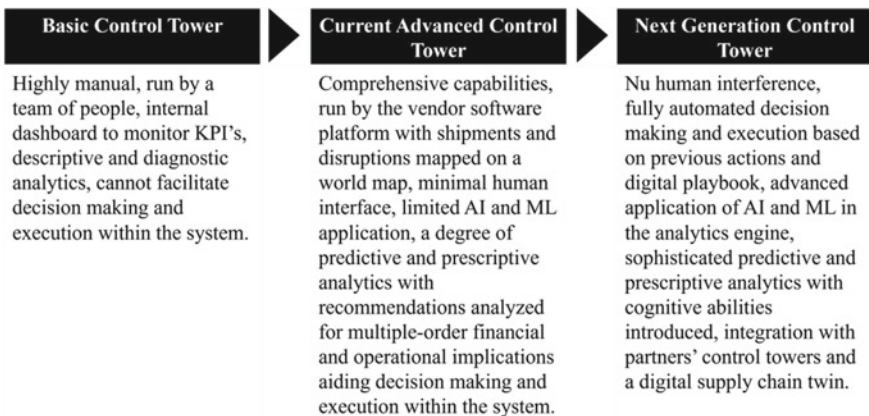 Basic Control Tower
Highly manual, run by a
team of people, internal
dashboard to monitor KPI's,
descriptive and diagnostic
analytics, cannot facilitate
decision making and
execution within the system.
Current Advanced Control
Tower
Comprehensive capabilities,
run by the vendor software
platform with shipments and
disruptions mapped on a
world map, minimal human
interface, limited AI and ML
application, a degree of
predictive and prescriptive
analytics with
recommendations analyzed
for multiple-order financial
and operational implications
aiding decision making and
execution within the system.
Next Generation Control
Tower
Nu human interference,
fully automated decision
making and execution based
on previous actions and
digital playbook, advanced
application of AI and ML in
the analytics engine,
sophisticated predictive and
prescriptive analytics with
cognitive abilities
introduced, integration with
partners’ control towers and
a digital supply chain twin.